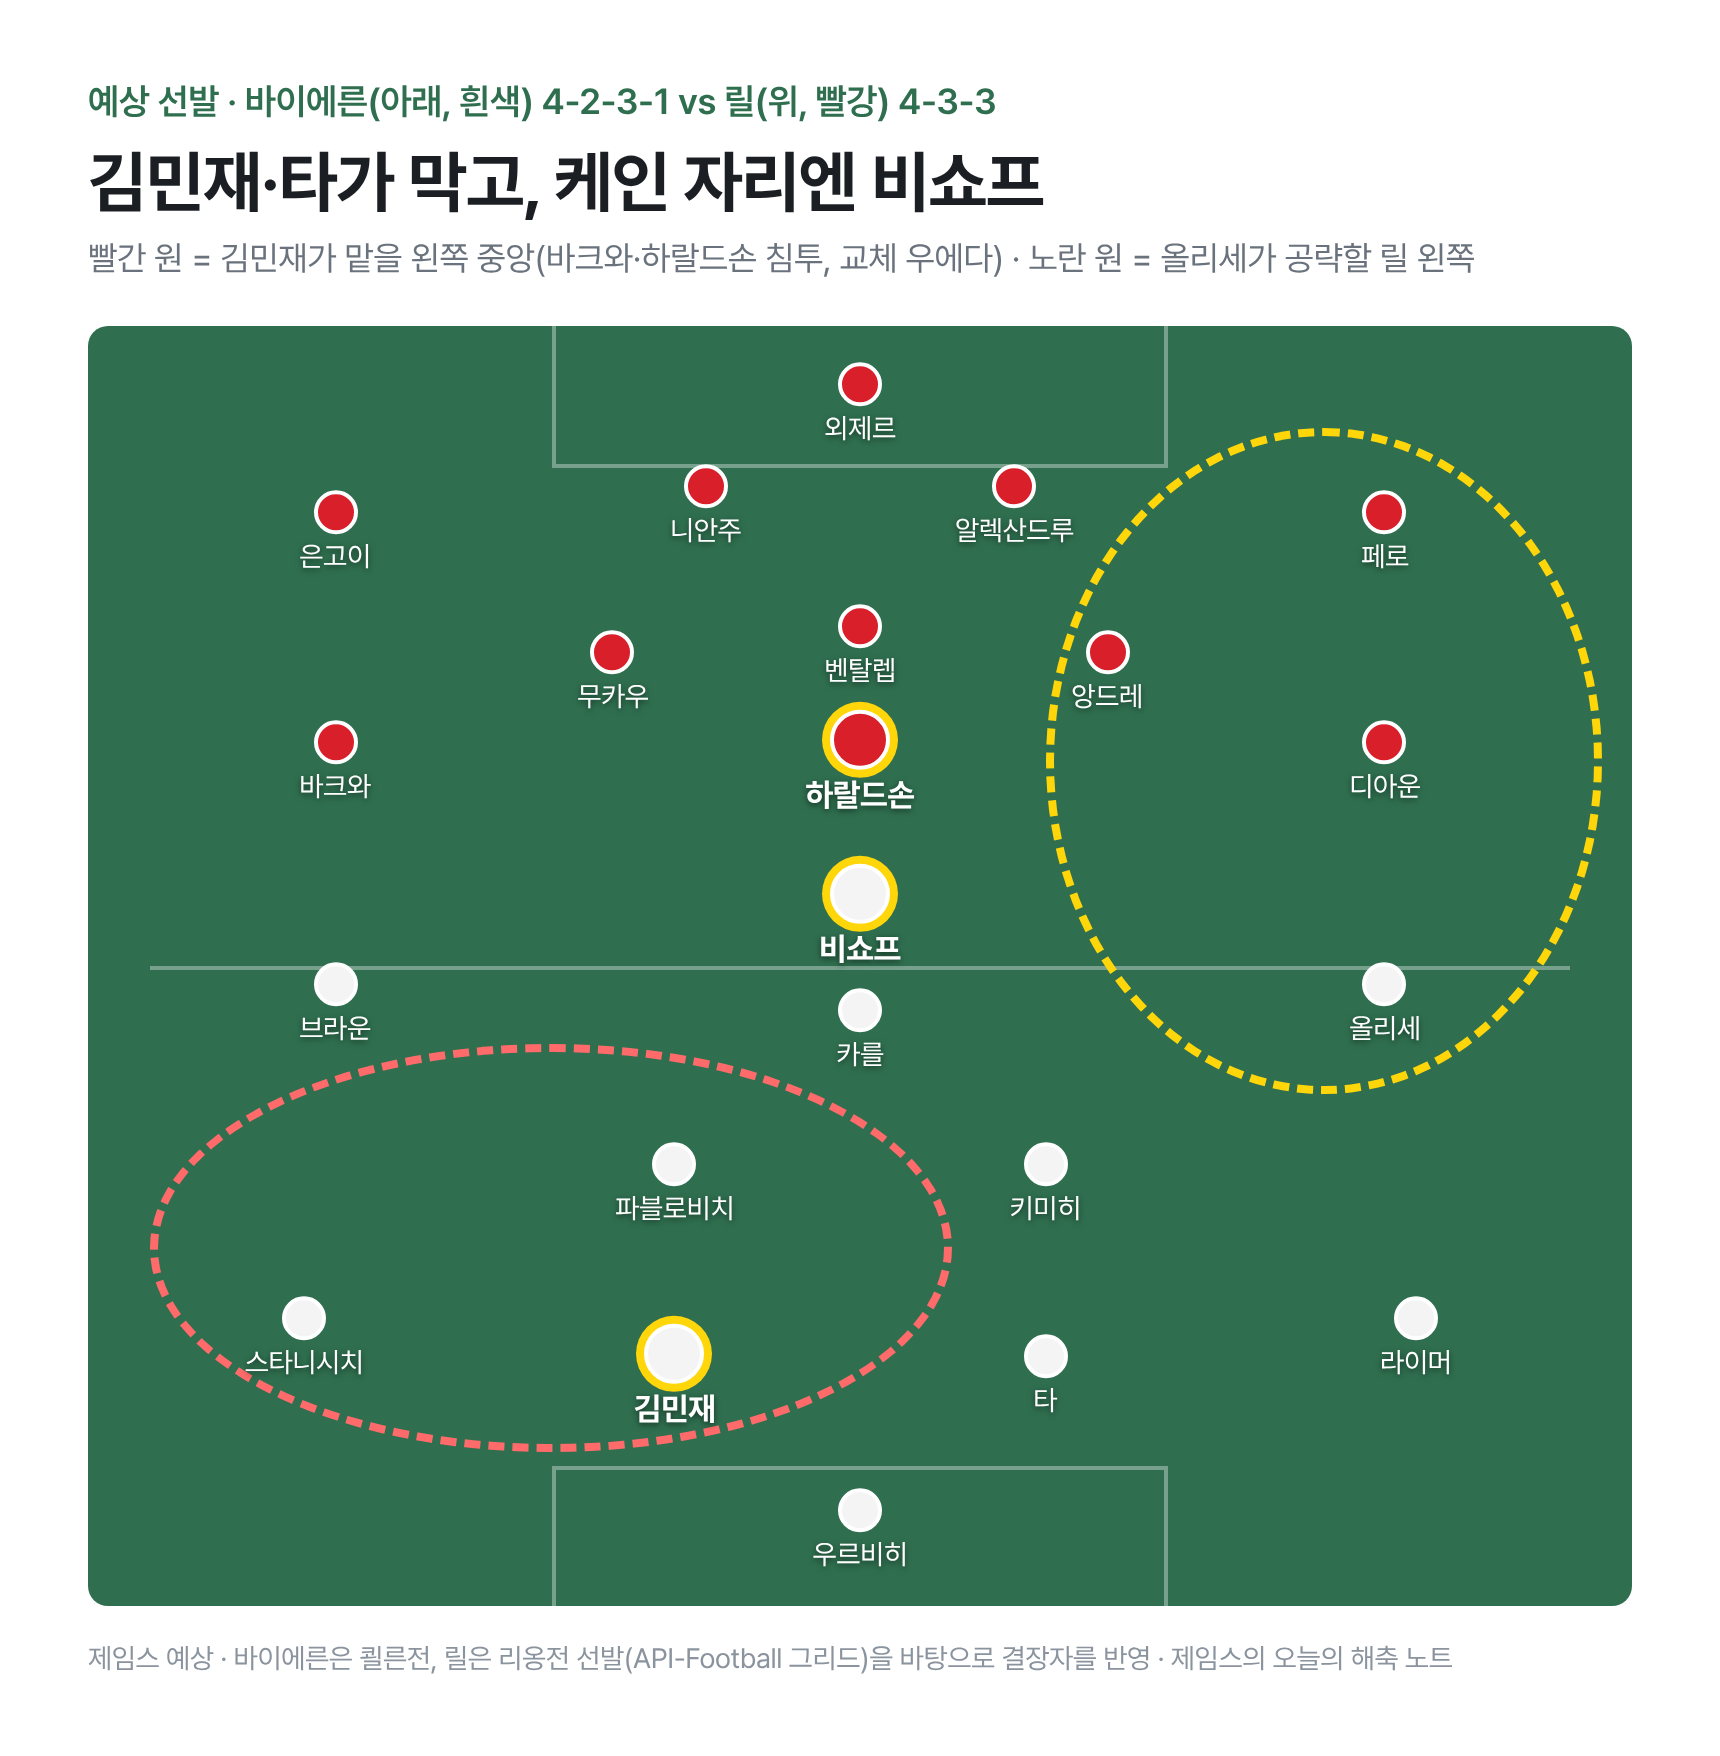 예상 선발 · 바이에른(아래, 흰색) 4-2-3-1 vs 릴(위, 빨강) 4-3-3
김민재·타가 막고, 케인 자리엔 비쇼프
빨간 원 = 김민재가 맡을 왼쪽 중앙(바크와·하랄드손 침투, 교체 우에다) · 노란 원 = 올리세가 공략할 릴 왼쪽
외제르
은고이
니안주
알렉산드루
페로
무카우
벤탈렙
앙드레
바크와
하랄드손
디아운
비쇼프
브라운
카를
올리세
파블로비치
키미히
스타니시치
김민재
타
라이머
우르비히
제임스 예상 · 바이에른은 쾰른전, 릴은 리옹전 선발(API-Football 그리드)을 바탕으로 결장자를 반영 · 제임스의 오늘의 해축 노트